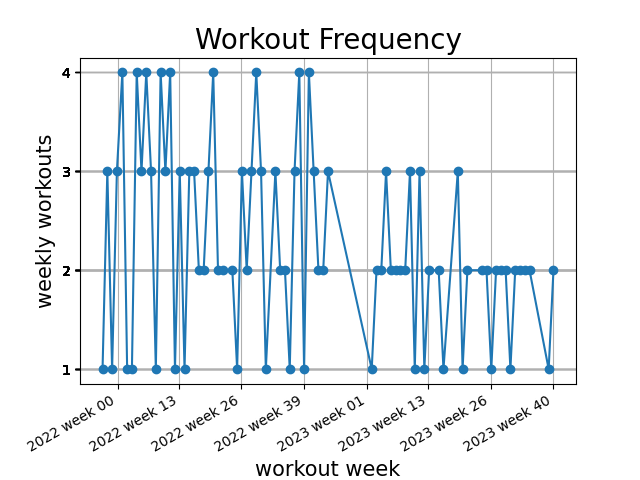 Workout Frequency
weekly workouts
4
3
2
1
2022 week 00
2022 week 13
2022 week 26
2022 week 39
2023 week 01
2023 week 13
2023 week 26
2023 week 40
workout week